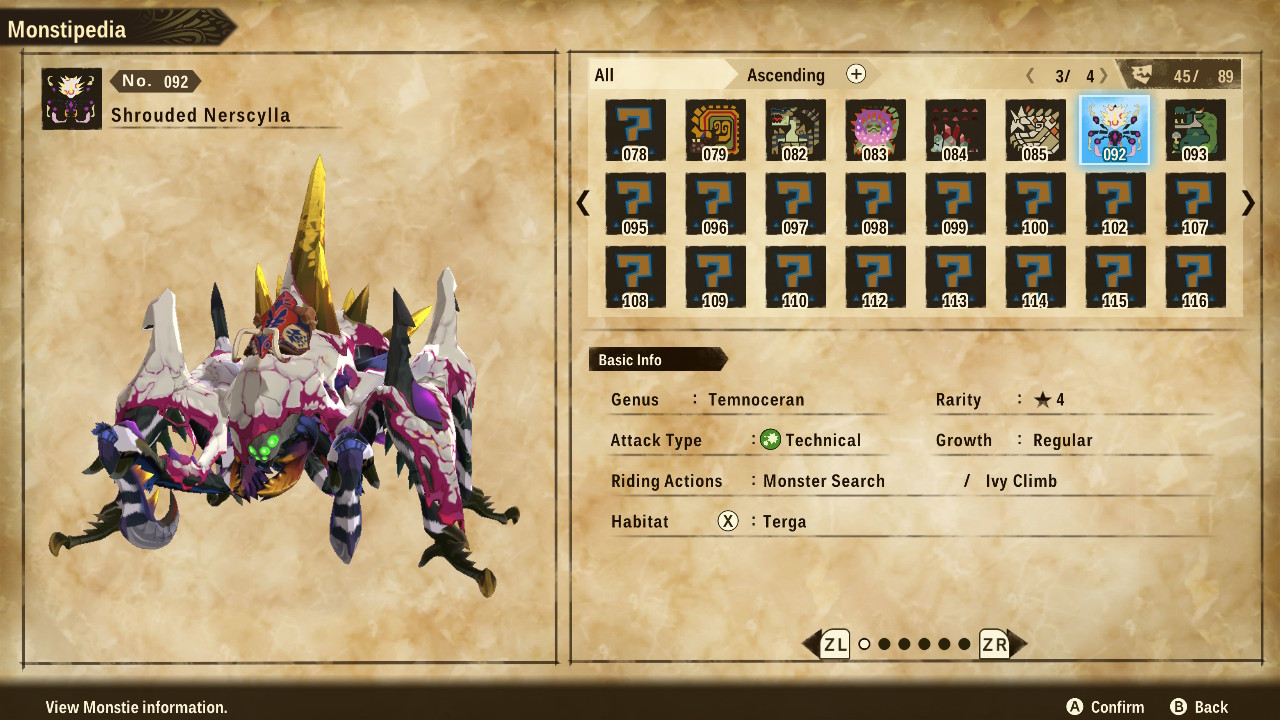 Monstipedia
No. 092
Shrouded Nerscylla
All Ascending + 3/ 4 45/ 89
? 078 079 082 083 084 085 092 093
? 095 ? 096 ? 097 ? 098 ? 099 ? 100 ? 102 ? 107
? 108 ? 109 ? 110 ? 112 ? 113 ? 114 ? 115 ? 116
Basic Info
Genus : Temnoceran Rarity : ★ 4
Attack Type : Technical Growth : Regular
Riding Actions : Monster Search / Ivy Climb
Habitat X : Terga
ZL ZR
View Monstie information. A Confirm B Back